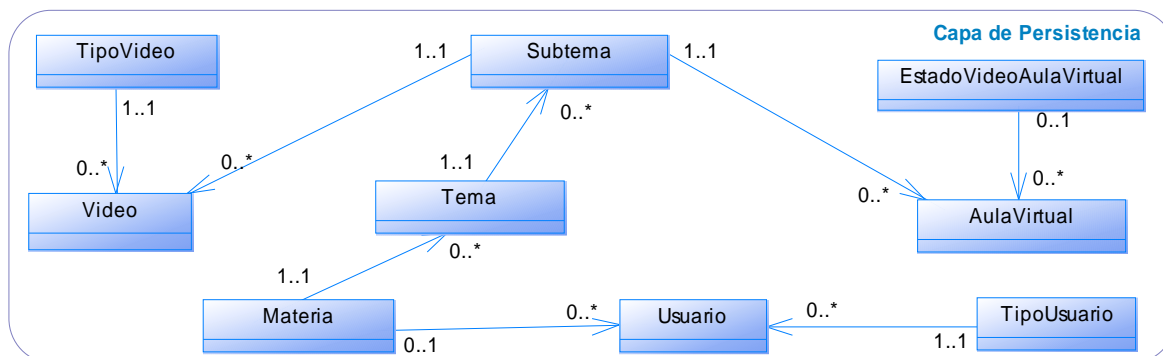 Capa de Persistencia
TipoVideo
Subtema
EstadoVideoAulaVirtual
1..1
1..1
1..1
0..1
0..*
0..*
0..*
1..1
0..*
0..*
Video
Tema
AulaVirtual
0..*
1..1
Materia
0..*
Usuario
0..*
TipoUsuario
0..1
1..1